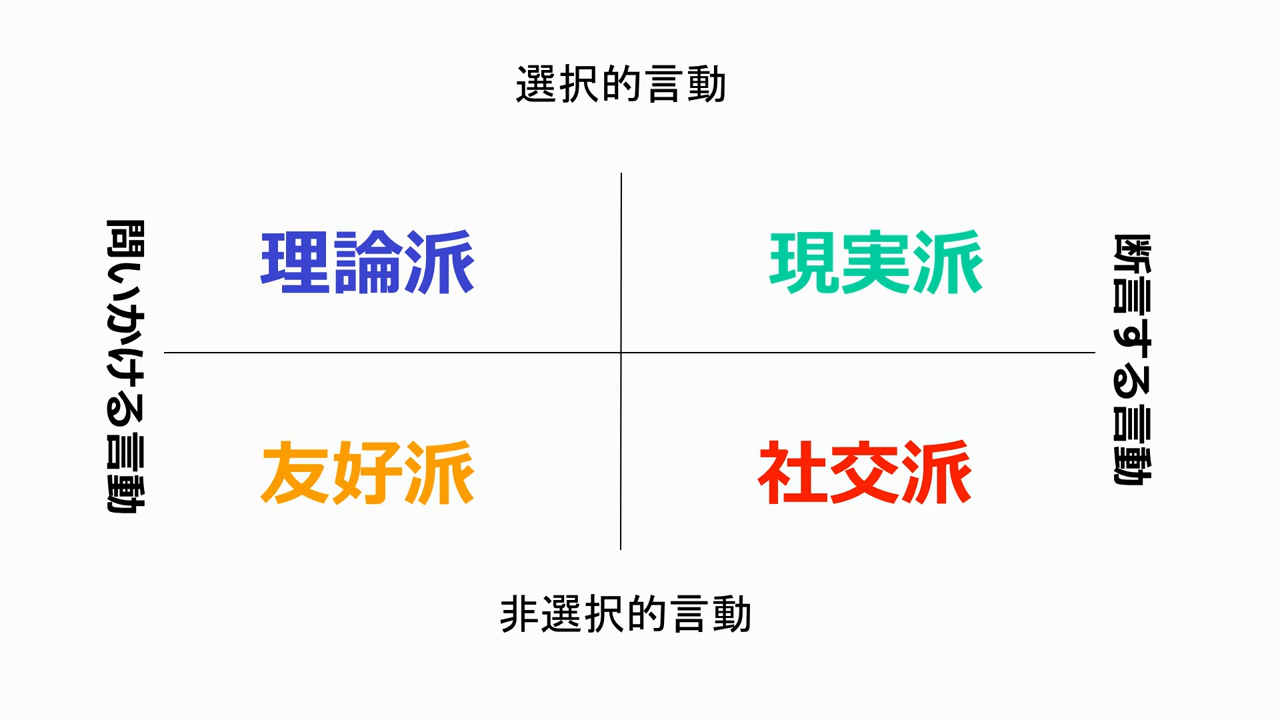 選択的言動
問いかける言動
理論派
現実派
断言する言動
友好派
社交派
非選択的言動